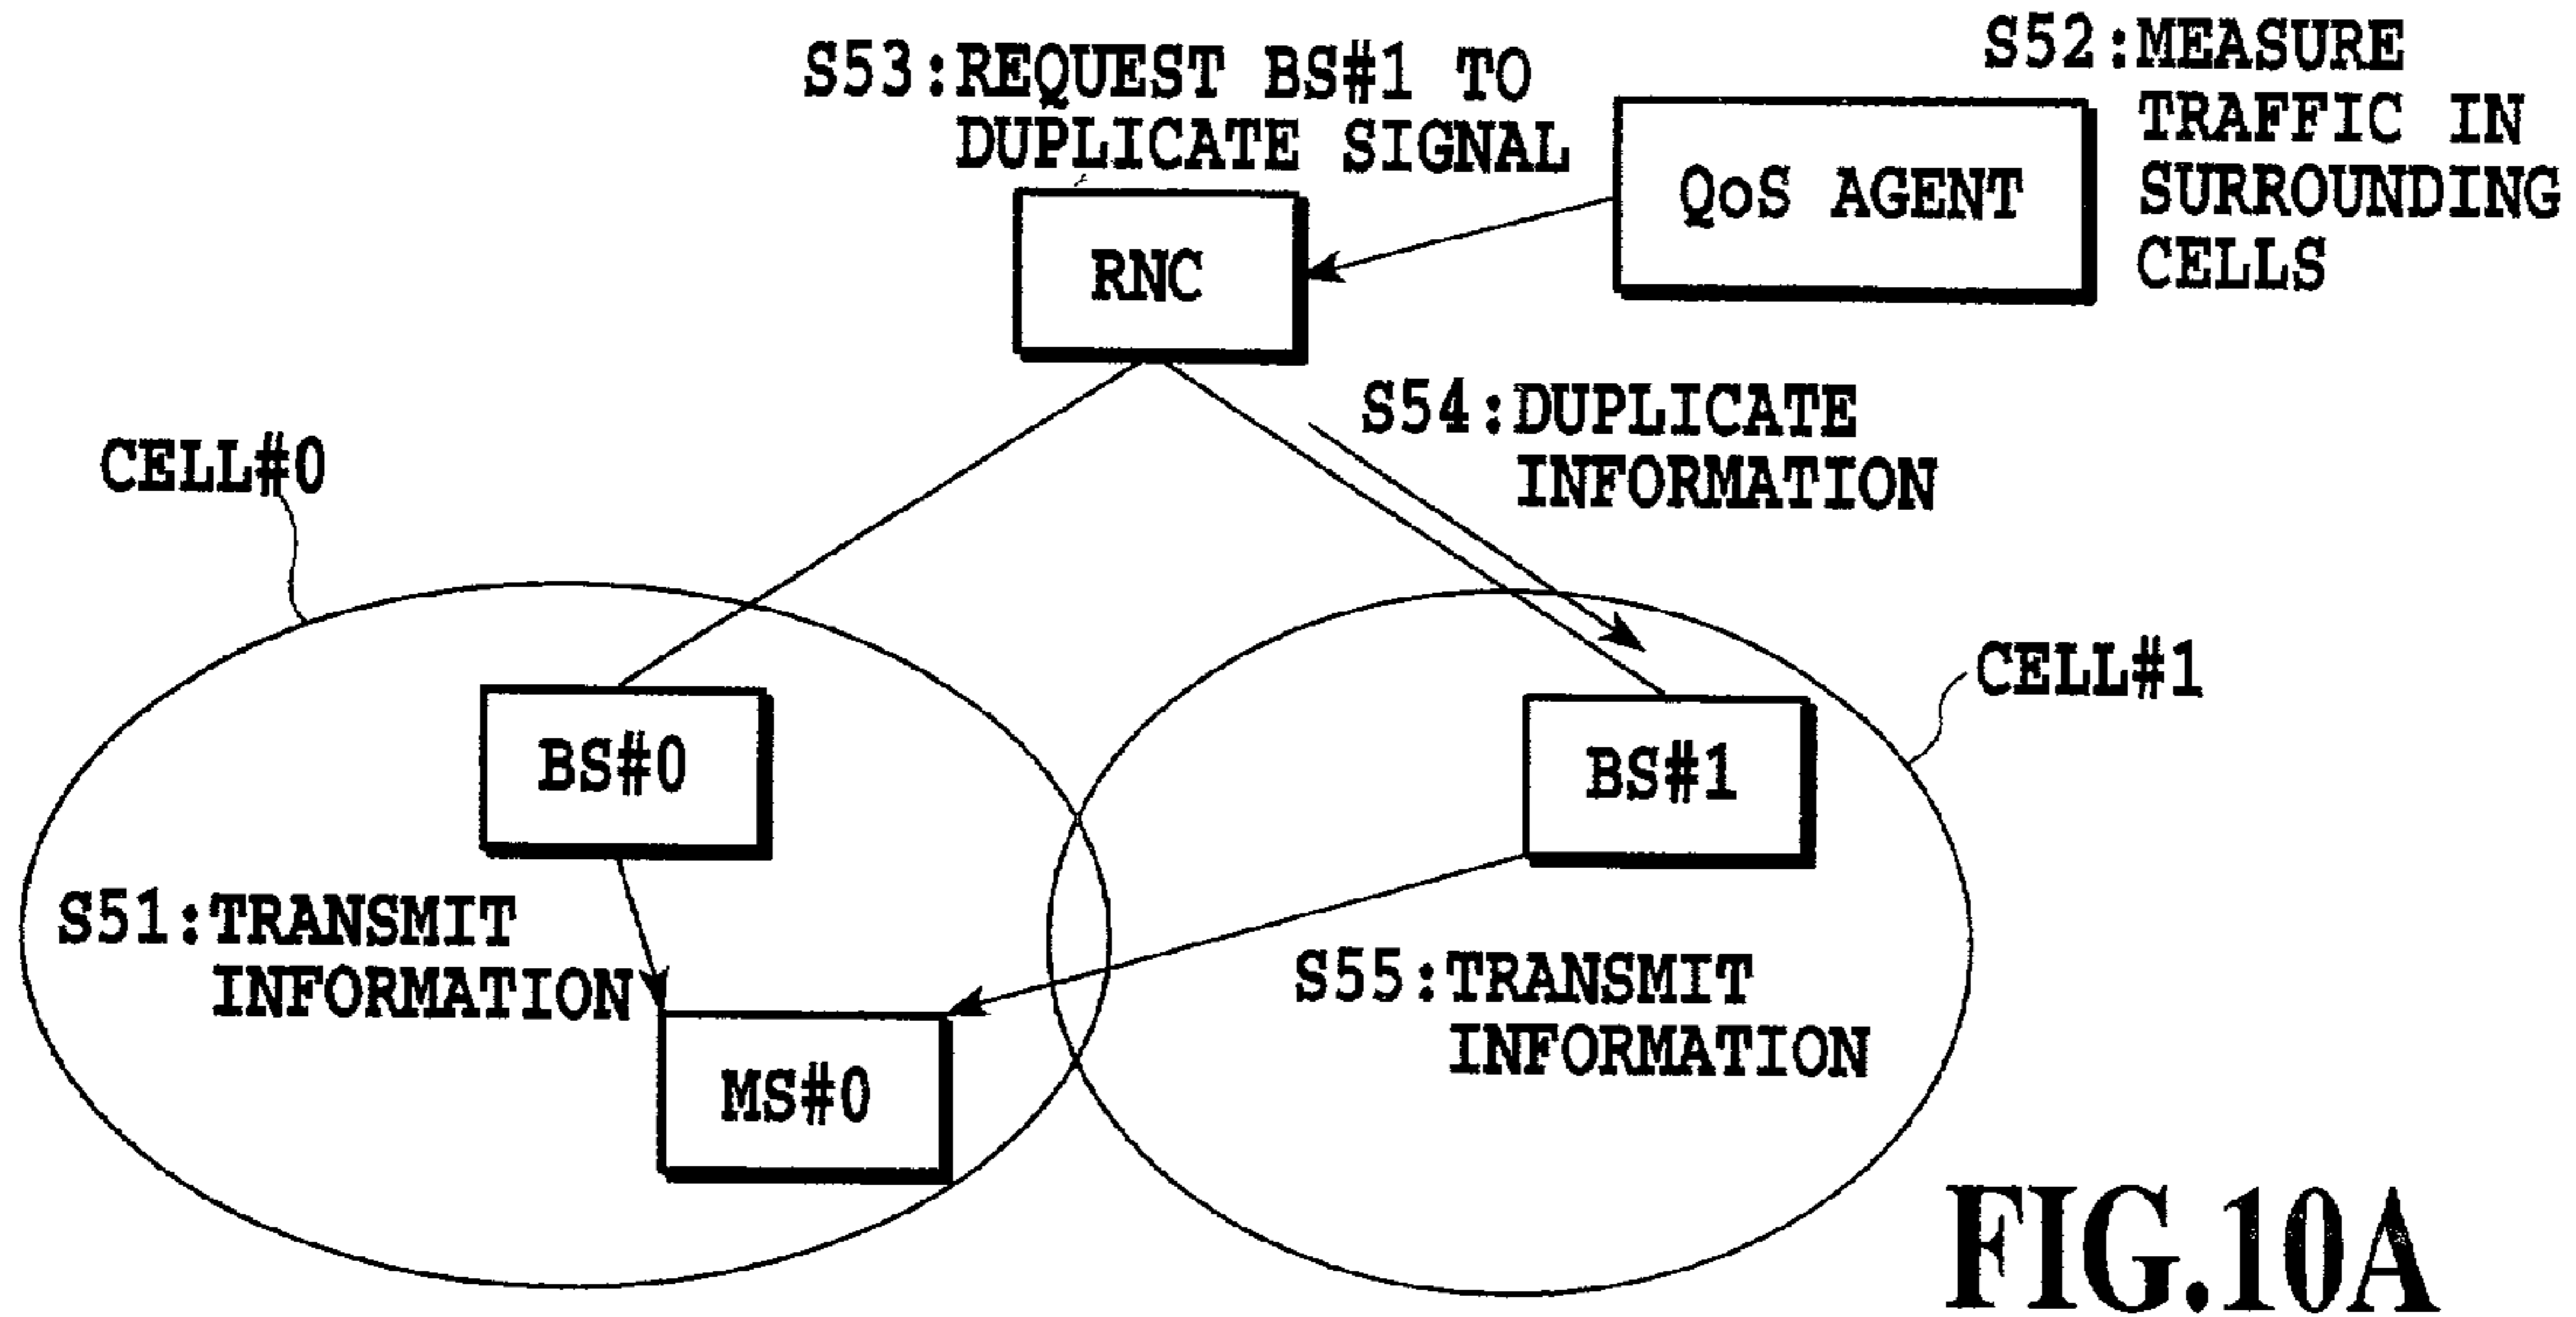 S53:REQUEST BS#1 TO
DUPLICATE SIGNAL
S52:MEASURE
TRAFFIC IN
SURROUNDING
CELLS
QoS AGENT
RNC
S54:DUPLICATE
INFORMATION
CELL#0
CELL#1
BS#0
BS#1
S51:TRANSMIT
INFORMATION
S55:TRANSMIT
INFORMATION
MS#0
FIG.10A